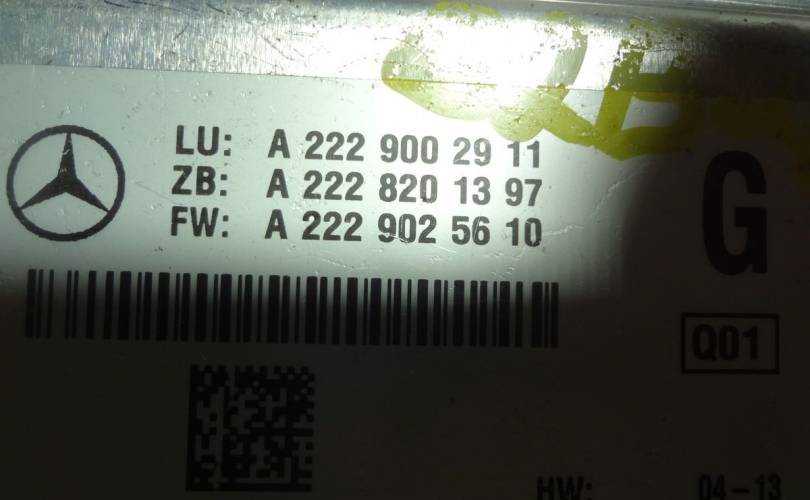 LU: A 222 900 29 11
ZB: A 222 820 13 97
FW: A 222 902 56 10
G
Q01
HW: 04-13